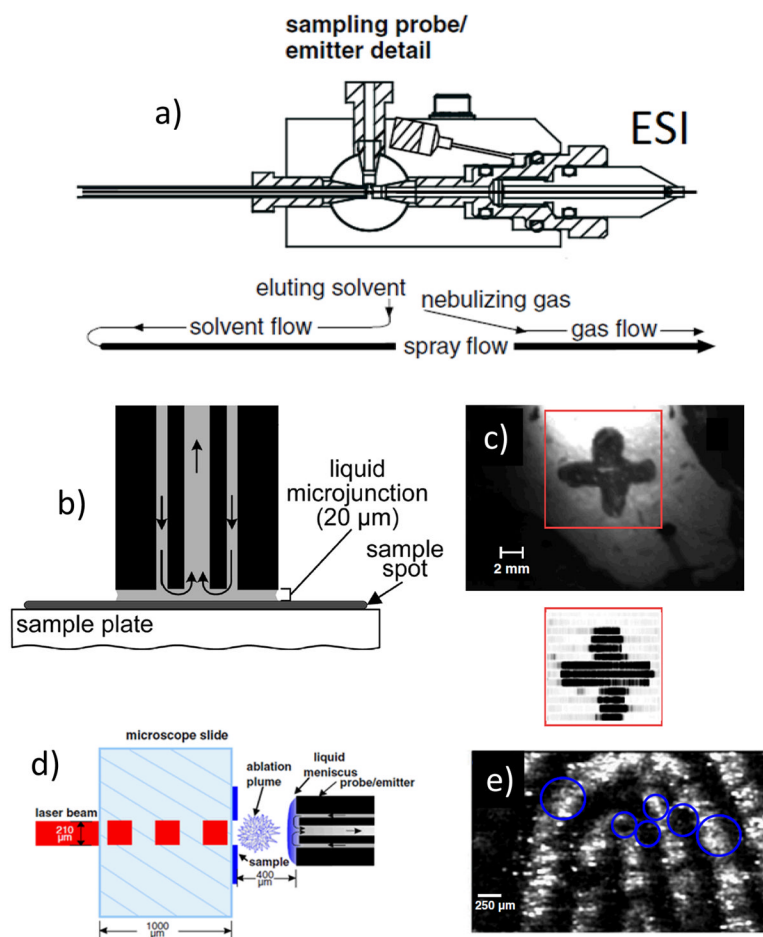 sampling probe/
emitter detail
a)
ESI
eluting solvent
nebulizing gas
solvent flow
gas flow
spray flow
b)
liquid
microjunction
(20 µm)
sample
spot
sample plate
c)
2 mm
d)
microscope slide
laser beam
210
µm
ablation
plume
liquid
meniscus
probe/emitter
sample
400
µm
1000
µm
e)
250 µm